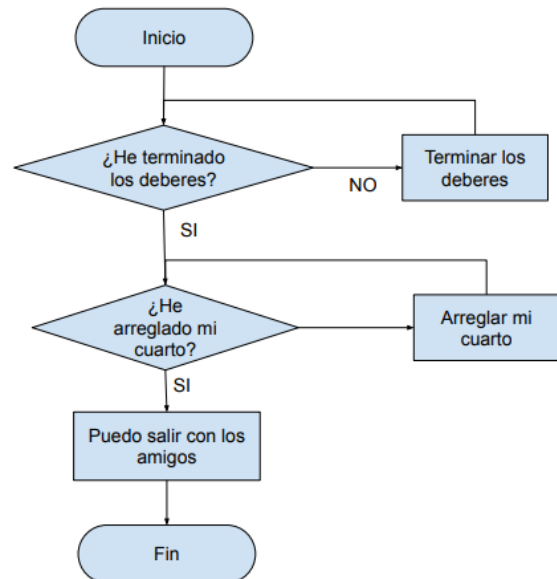 Inicio
¿He terminado
los deberes?
NO
Terminar los
deberes
SI
¿He
arreglado mi
cuarto?
Arreglar mi
cuarto
SI
Puedo salir con los
amigos
Fin